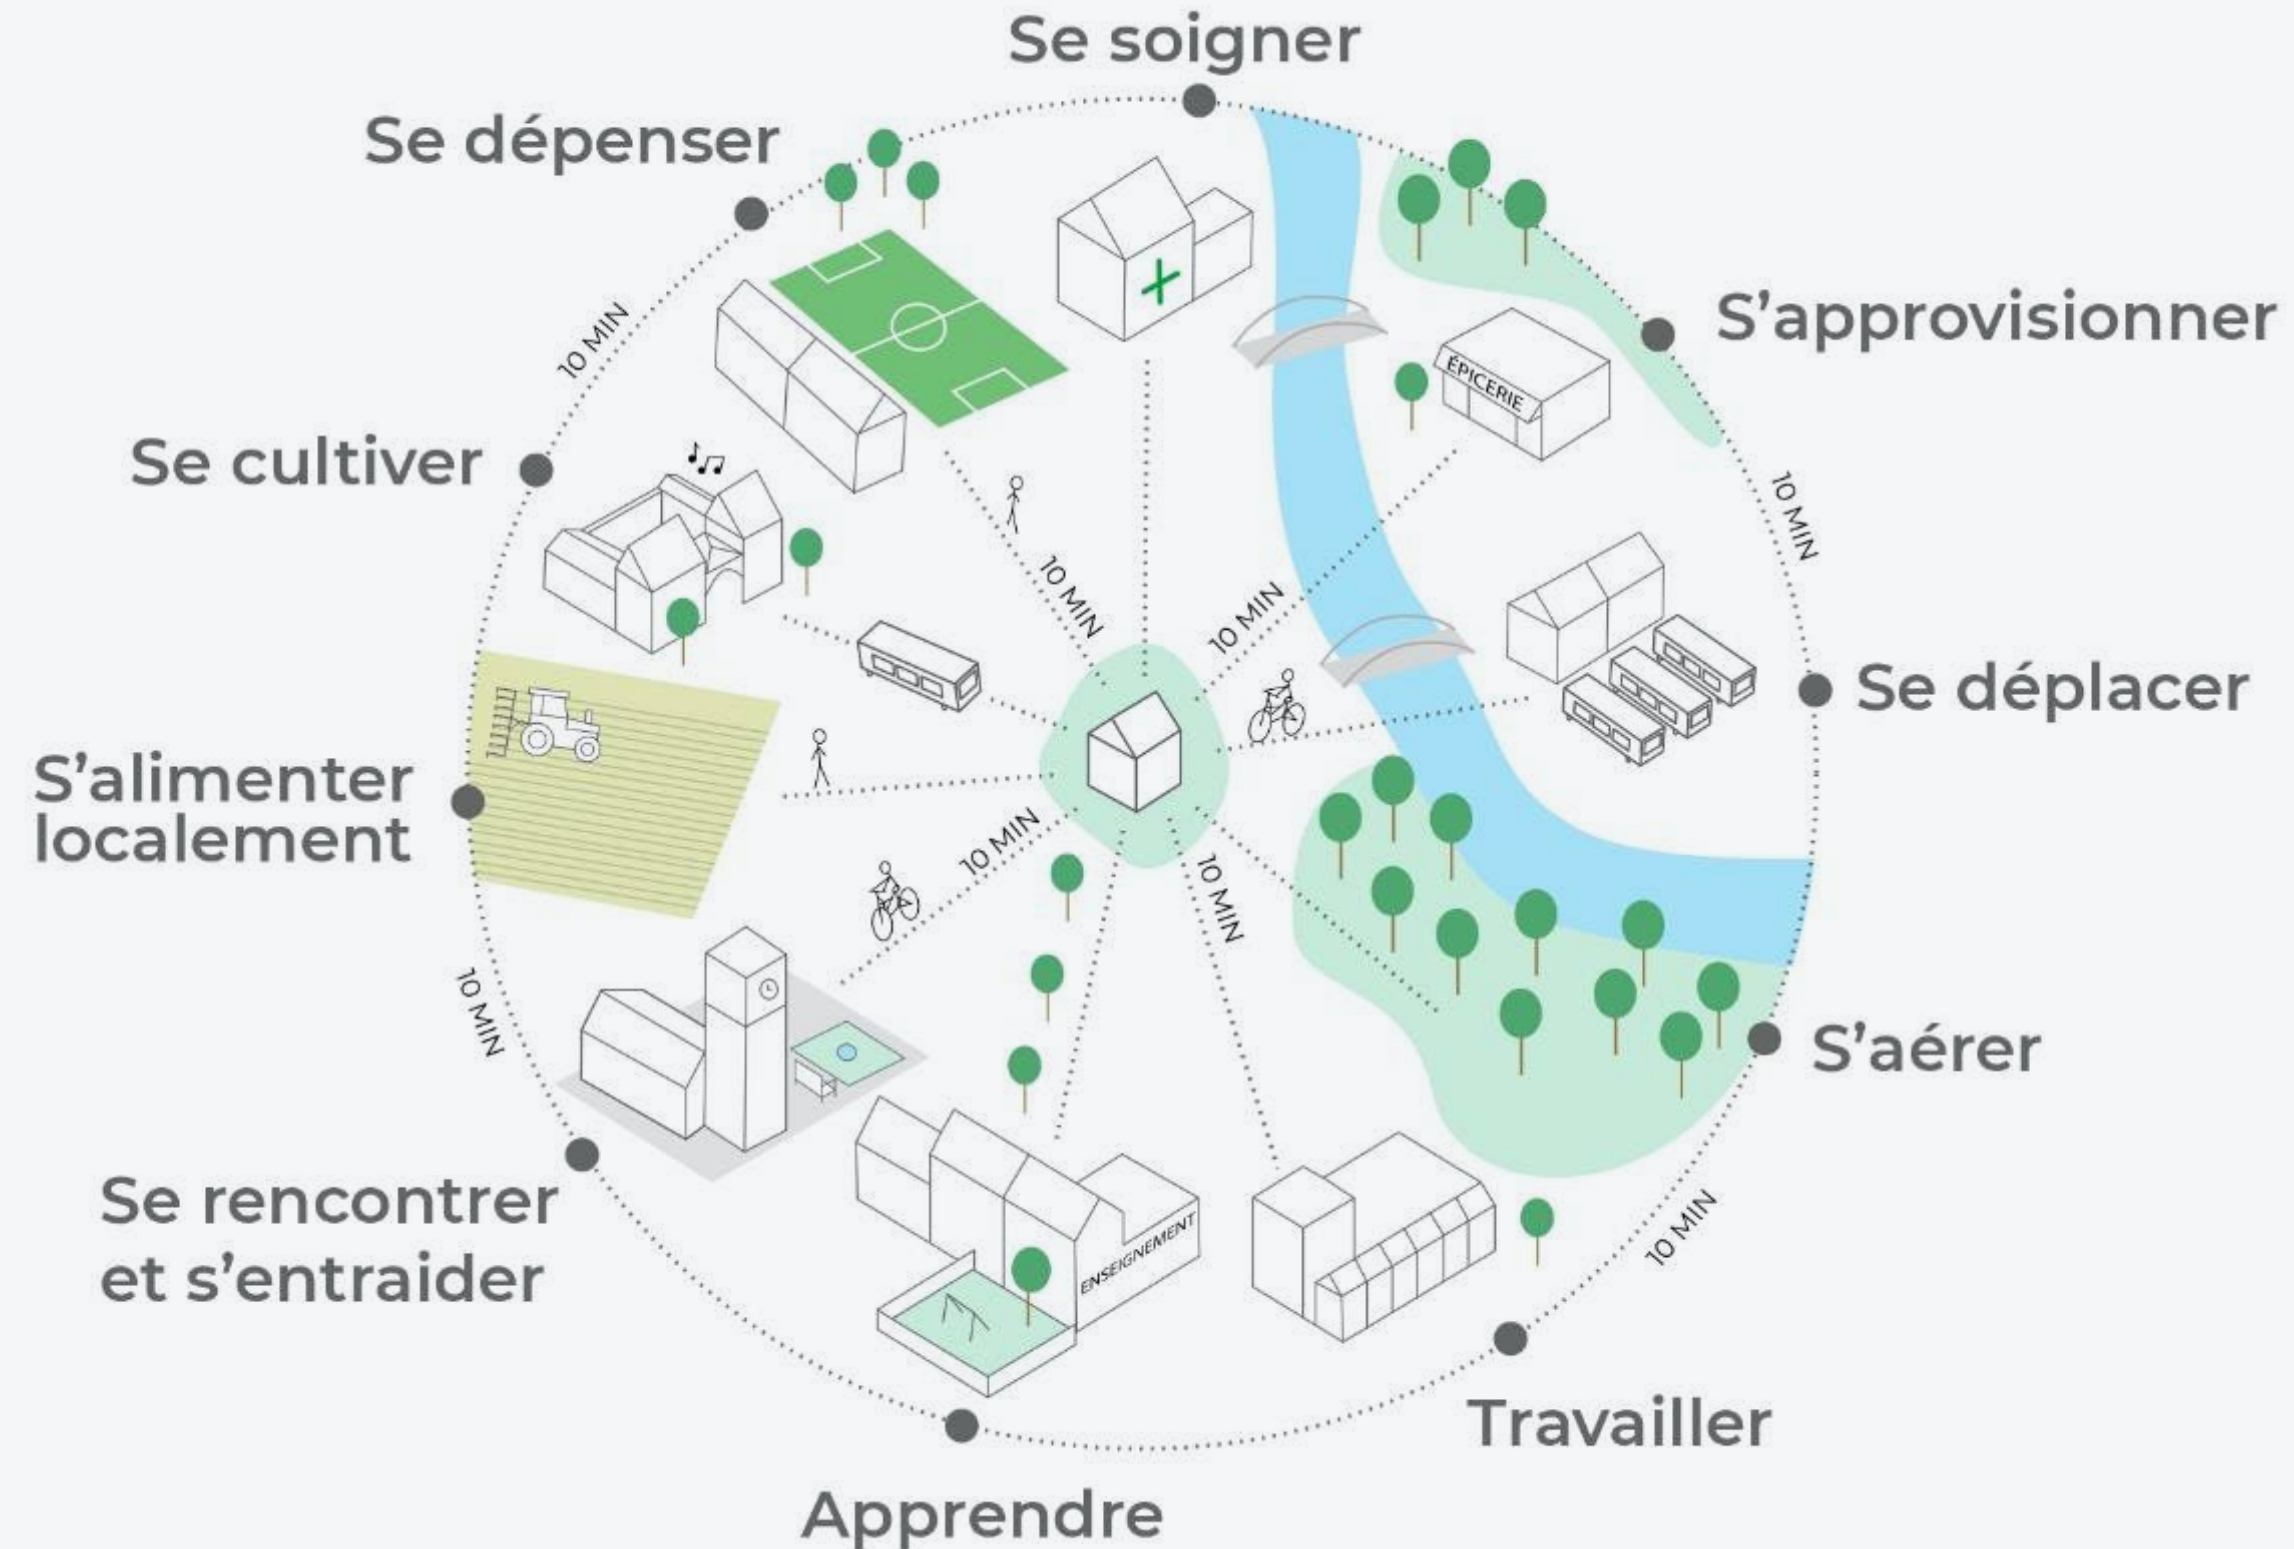 Se soigner
Se dépenser
S’approvisionner
10 MIN
ÉPICERIE
Se cultiver
10 MIN
10 MIN
10 MIN
Se déplacer
S’alimenter
localement
10 MIN
10 MIN
10 MIN
S’aérer
Se rencontrer
et s’entraider
10 MIN
ENSEIGNEMENT
Travailler
Apprendre